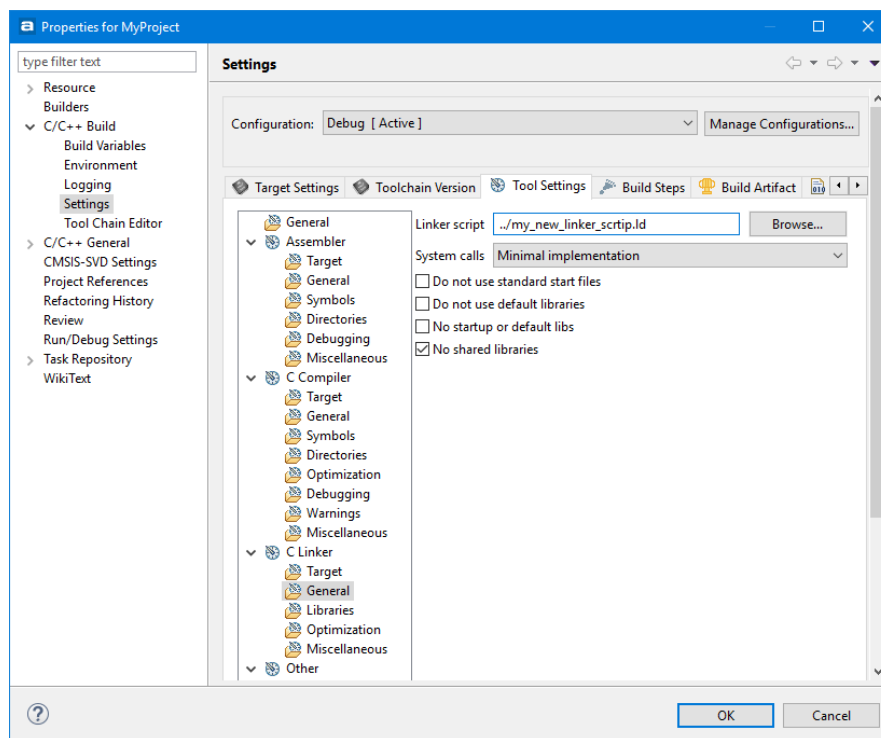 Properties for MyProject
type filter text
Resource
Builders
C/C++ Build
Build Variables
Environment
Logging
Settings
Tool Chain Editor
C/C++ General
CMSIS-SVD Settings
Project References
Refactoring History
Review
Run/Debug Settings
Task Repository
WikiText
Settings
Configuration: Debug [ Active ] Manage Configurations...
Target Settings Toolchain Version Tool Settings Build Steps Build Artifact
General
Assembler
Target
General
Symbols
Directories
Debugging
Miscellaneous
C Compiler
Target
General
Symbols
Directories
Optimization
Debugging
Warnings
Miscellaneous
C Linker
Target
General
Libraries
Optimization
Miscellaneous
Other
Linker script ../my_new_linker_scrtip.ld Browse...
System calls Minimal implementation
Do not use standard start files
Do not use default libraries
No startup or default libs
No shared libraries
OK Cancel